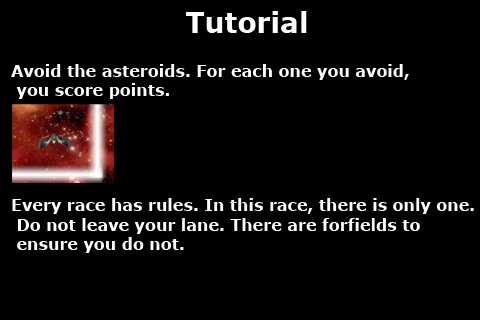 Tutorial
Avoid the asteroids. For each one you avoid,
you score points.
Every race has rules. In this race, there is only one.
Do not leave your lane. There are forfields to
ensure you do not.